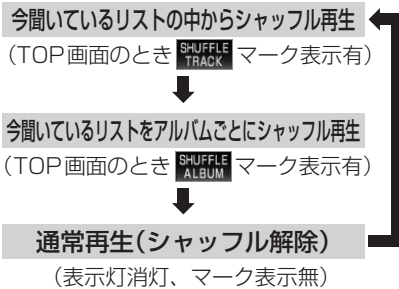 今聞いているリストの中からシャッフル再生
(TOP画面のとき SHUFFLE TRACK マーク表示有)
今聞いているリストをアルバムごとにシャッフル再生
(TOP画面のとき SHUFFLE ALBUM マーク表示有)
通常再生(シャッフル解除)
(表示灯消灯、マーク表示無)